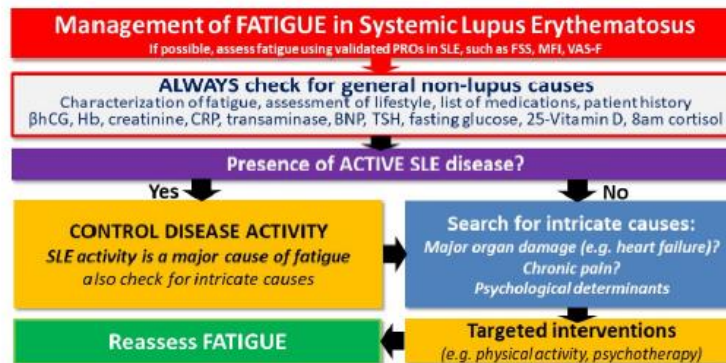 Management of FATIGUE in Systemic Lupus Erythematosus
If possible, assess fatigue using validated PROs in SLE, such as FSS, MFI, VAS-F
ALWAYS check for general non-lupus causes
Characterization of fatigue, assessment of lifestyle, list of medications, patient history
βhCG, Hb, creatinine, CRP, transaminase, BNP, TSH, fasting glucose, 25-Vitamin D, 8am cortisol
Presence of ACTIVE SLE disease?
Yes
No
CONTROL DISEASE ACTIVITY
SLE activity is a major cause of fatigue
also check for intricate causes
Search for intricate causes:
Major organ damage (e.g. heart failure)?
Chronic pain?
Psychological determinants
Reassess FATIGUE
Targeted interventions
(e.g. physical activity, psychotherapy)